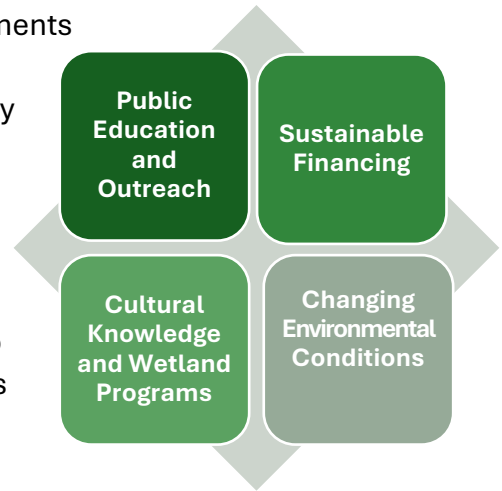 Public
Education
and
Outreach
Sustainable
Financing
Cultural
Knowledge
and Wetland
Programs
Changing
Environmental
Conditions